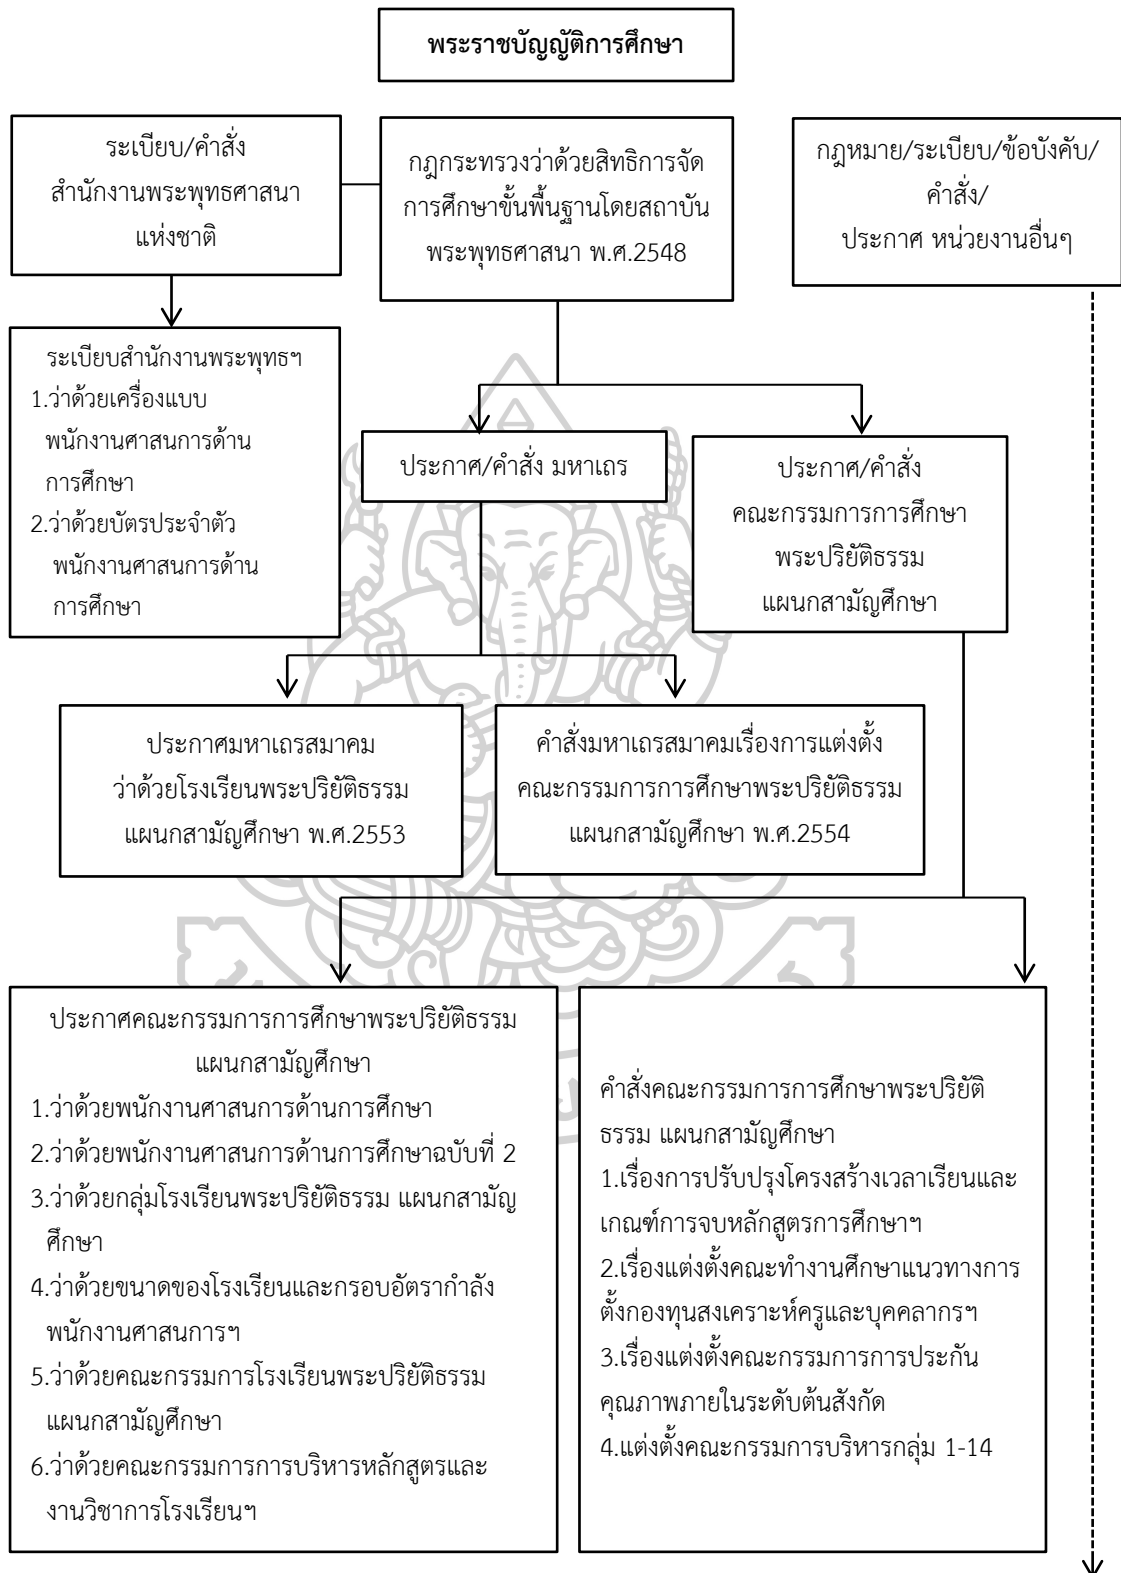 พระราชบัญญัติการศึกษา
ระเบียบ/คำสั่ง
สำนักงานพระพุทธศาสนา
แห่งชาติ
กฎกระทรวงว่าด้วยสิทธิการจัด
การศึกษาขั้นพื้นฐานโดยสถาบัน
พระพุทธศาสนา พ.ศ.2548
กฎหมาย/ระเบียบ/ข้อบังคับ/
คำสั่ง/
ประกาศ หน่วยงานอื่นๆ
ระเบียบสำนักงานพระพุทธฯ
1.ว่าด้วยเครื่องแบบ
พนักงานศาสนการด้าน
การศึกษา
2.ว่าด้วยบัตรประจำตัว
พนักงานศาสนการด้าน
การศึกษา
ประกาศ/คำสั่ง มหาเถร
ประกาศ/คำสั่ง
คณะกรรมการการศึกษา
พระปริยัติธรรม
แผนกสามัญศึกษา
ประกาศมหาเถรสมาคม
ว่าด้วยโรงเรียนพระปริยัติธรรม
แผนกสามัญศึกษา พ.ศ.2553
คำสั่งมหาเถรสมาคมเรื่องการแต่งตั้ง
คณะกรรมการการศึกษาพระปริยัติธรรม
แผนกสามัญศึกษา พ.ศ.2554
ประกาศคณะกรรมการการศึกษาพระปริยัติธรรม
แผนกสามัญศึกษา
1.ว่าด้วยพนักงานศาสนการด้านการศึกษา
2.ว่าด้วยพนักงานศาสนการด้านการศึกษาฉบับที่ 2
3.ว่าด้วยกลุ่มโรงเรียนพระปริยัติธรรม แผนกสามัญ
ศึกษา
4.ว่าด้วยขนาดของโรงเรียนและกรอบอัตรากำลัง
พนักงานศาสนการฯ
5.ว่าด้วยคณะกรรมการโรงเรียนพระปริยัติธรรม
แผนกสามัญศึกษา
6.ว่าด้วยคณะกรรมการการบริหารหลักสูตรและ
งานวิชาการโรงเรียนฯ
คำสั่งคณะกรรมการการศึกษาพระปริยัติ
ธรรม แผนกสามัญศึกษา
1.เรื่องการปรับปรุงโครงสร้างเวลาเรียนและ
เกณฑ์การจบหลักสูตรการศึกษาฯ
2.เรื่องแต่งตั้งคณะทำงานศึกษาแนวทางการ
ตั้งกองทุนสงเคราะห์ครูและบุคคลากรฯ
3.เรื่องแต่งตั้งคณะกรรมการการประกัน
คุณภาพภายในระดับต้นสังกัด
4.แต่งตั้งคณะกรรมการบริหารกลุ่ม 1-14